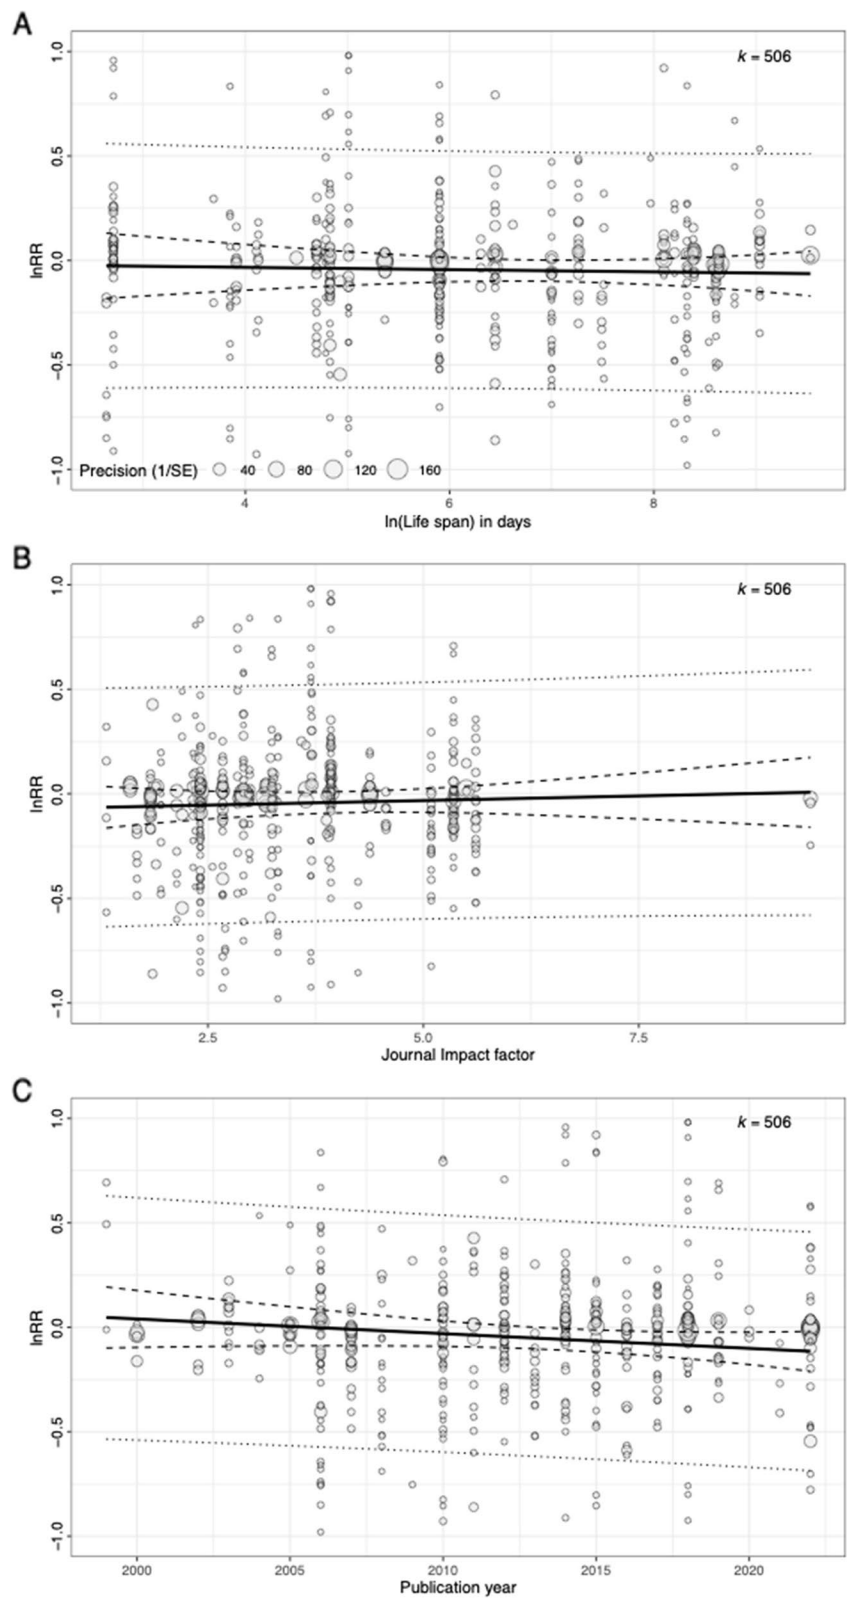 A
k = 506
1.0
0.5
0.0
−0.5
−1.0
lnRR
Precision (1/SE) 40 80 120 160
4 6 8
ln(Life span) in days
B
k = 506
1.0
0.5
0.0
−0.5
−1.0
lnRR
2.5 5.0 7.5
Journal Impact factor
C
k = 506
1.0
0.5
0.0
−0.5
−1.0
lnRR
2000 2005 2010 2015 2020
Publication year